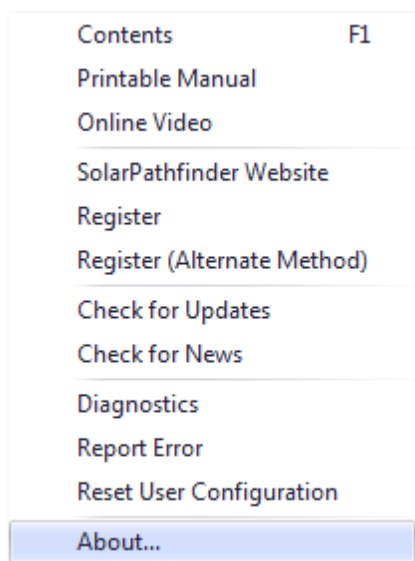 Contents F1
Printable Manual
Online Video
SolarPathfinder Website
Register
Register (Alternate Method)
Check for Updates
Check for News
Diagnostics
Report Error
Reset User Configuration
About...